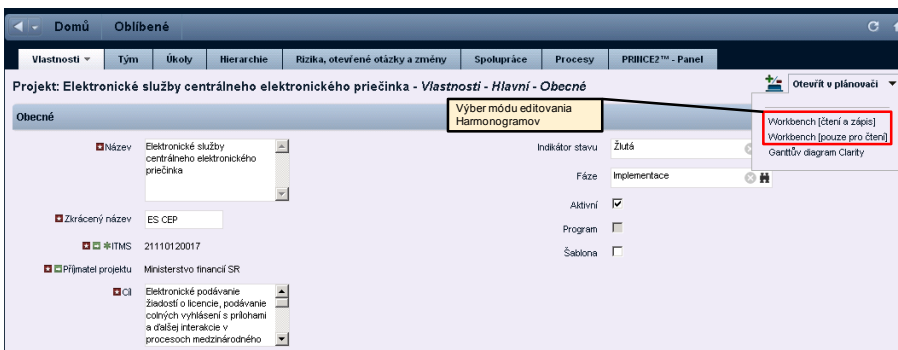 Domů Oblíbené
Vlastnosti Tým Úkoly Hierarchie Rizika, otevřené otázky a změny Spolupráce Procesy PRINCE2™ - Panel
Projekt: Elektronické služby centrálneho elektronického priečinka - Vlastnosti - Hlavní - Obecné
Otevřít v plánovači
Výber módu editovania
Harmonogramov
Workbench [čtení a zápis]
Workbench [pouze pro čtení]
Ganttův diagram Clarity
Obecné
Název
Elektronické služby
centrálneho elektronického
priečinka
Zkrácený název
ES CEP
*ITMS
21110120017
Příjmatel projektu
Ministerstvo financií SR
Cíl
Elektronické podávanie
žiadostí o licencie, podávanie
colných vyhlásení s prílohami
a ďalšej interakcie v
procesoch medzinárodného
Indikátor stavu
Žlutá
Fáze
Implementace
Aktivní
Program
Šablona